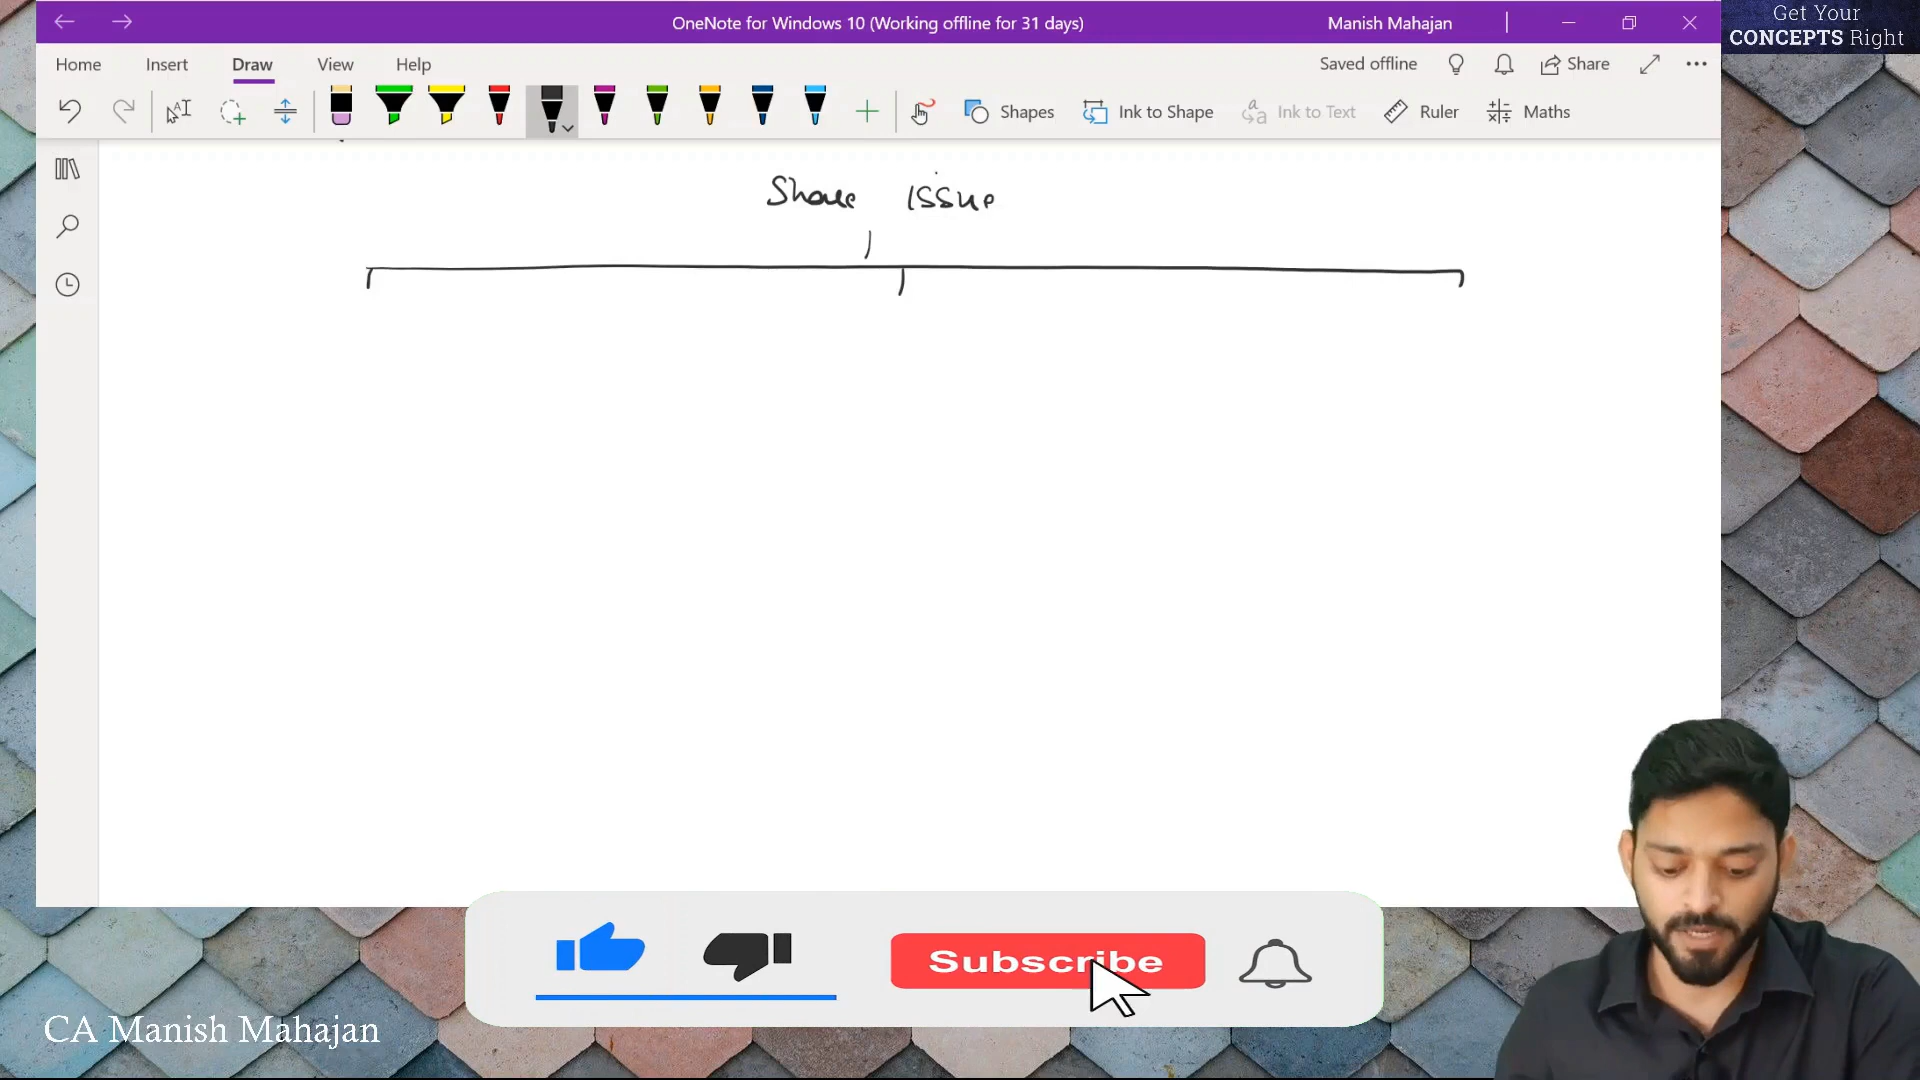 OneNote for Windows 10 (Working offline for 31 days)
Manish Mahajan
Get Your
CONCEPTS Right
Home Insert Draw View Help
Saved offline
Share
Shapes
Ink to Shape
Ink to Text
Ruler
Maths
Share Issue
Subscribe
CA Manish Mahajan